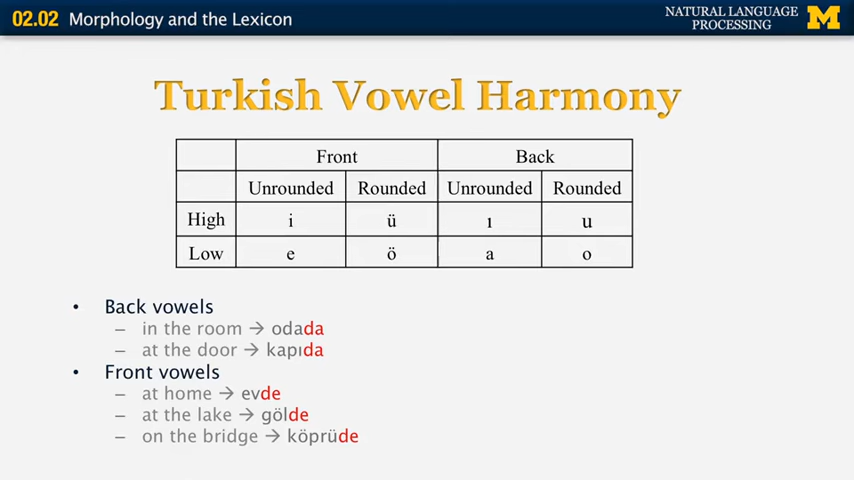 02.02 Morphology and the Lexicon
NATURAL LANGUAGE
PROCESSING
M
Turkish Vowel Harmony
Front Back
Unrounded Rounded Unrounded Rounded
High i ü ı u
Low e ö a o
• Back vowels
– in the room → odada
– at the door → kapıda
• Front vowels
– at home → evde
– at the lake → gölde
– on the bridge → köprüde